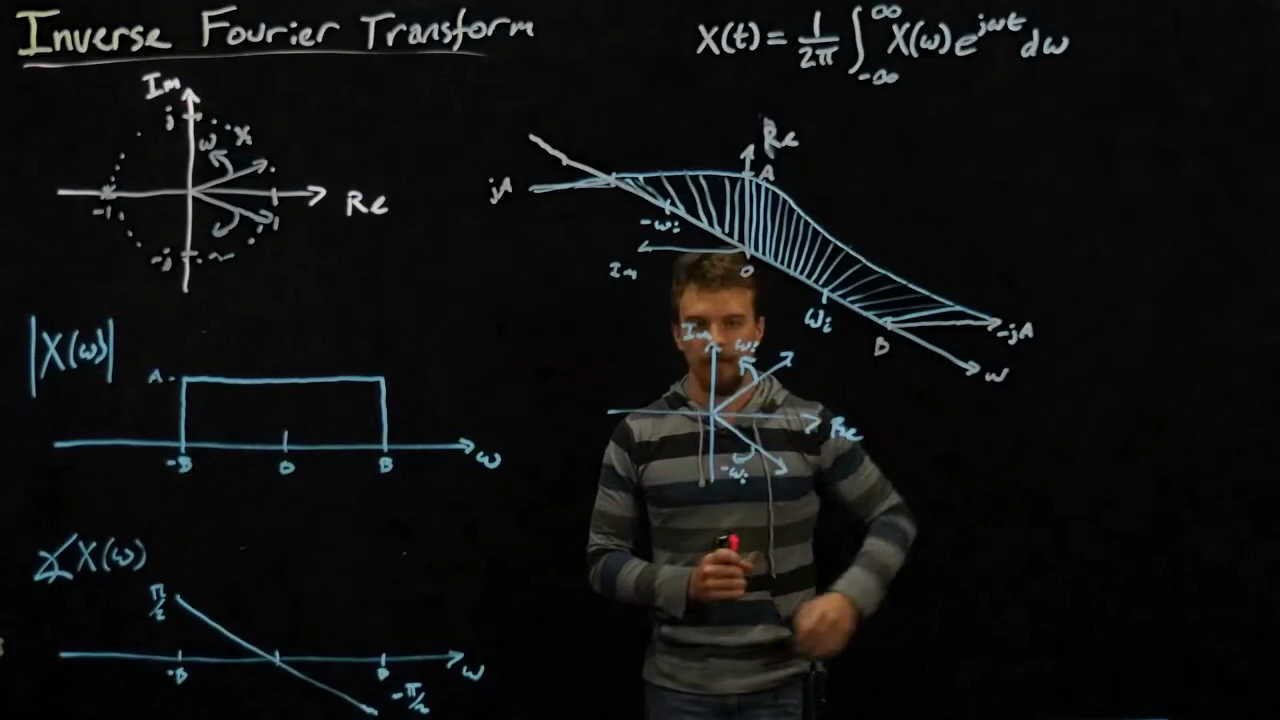 Inverse Fourier Transform
X(t) = 1/2π ∫_{-∞}^{∞} X(ω) e^{jωt} dω
Im
j
ω
Re
-1
1
-j
Re
A
jA
-ωi
Im
0
ωi
B
-jA
ω
|X(ω)|
A
-B
0
B
ω
Im
ωi
Re
-ωi
∡X(ω)
π/2
-B
B
ω
-π/2